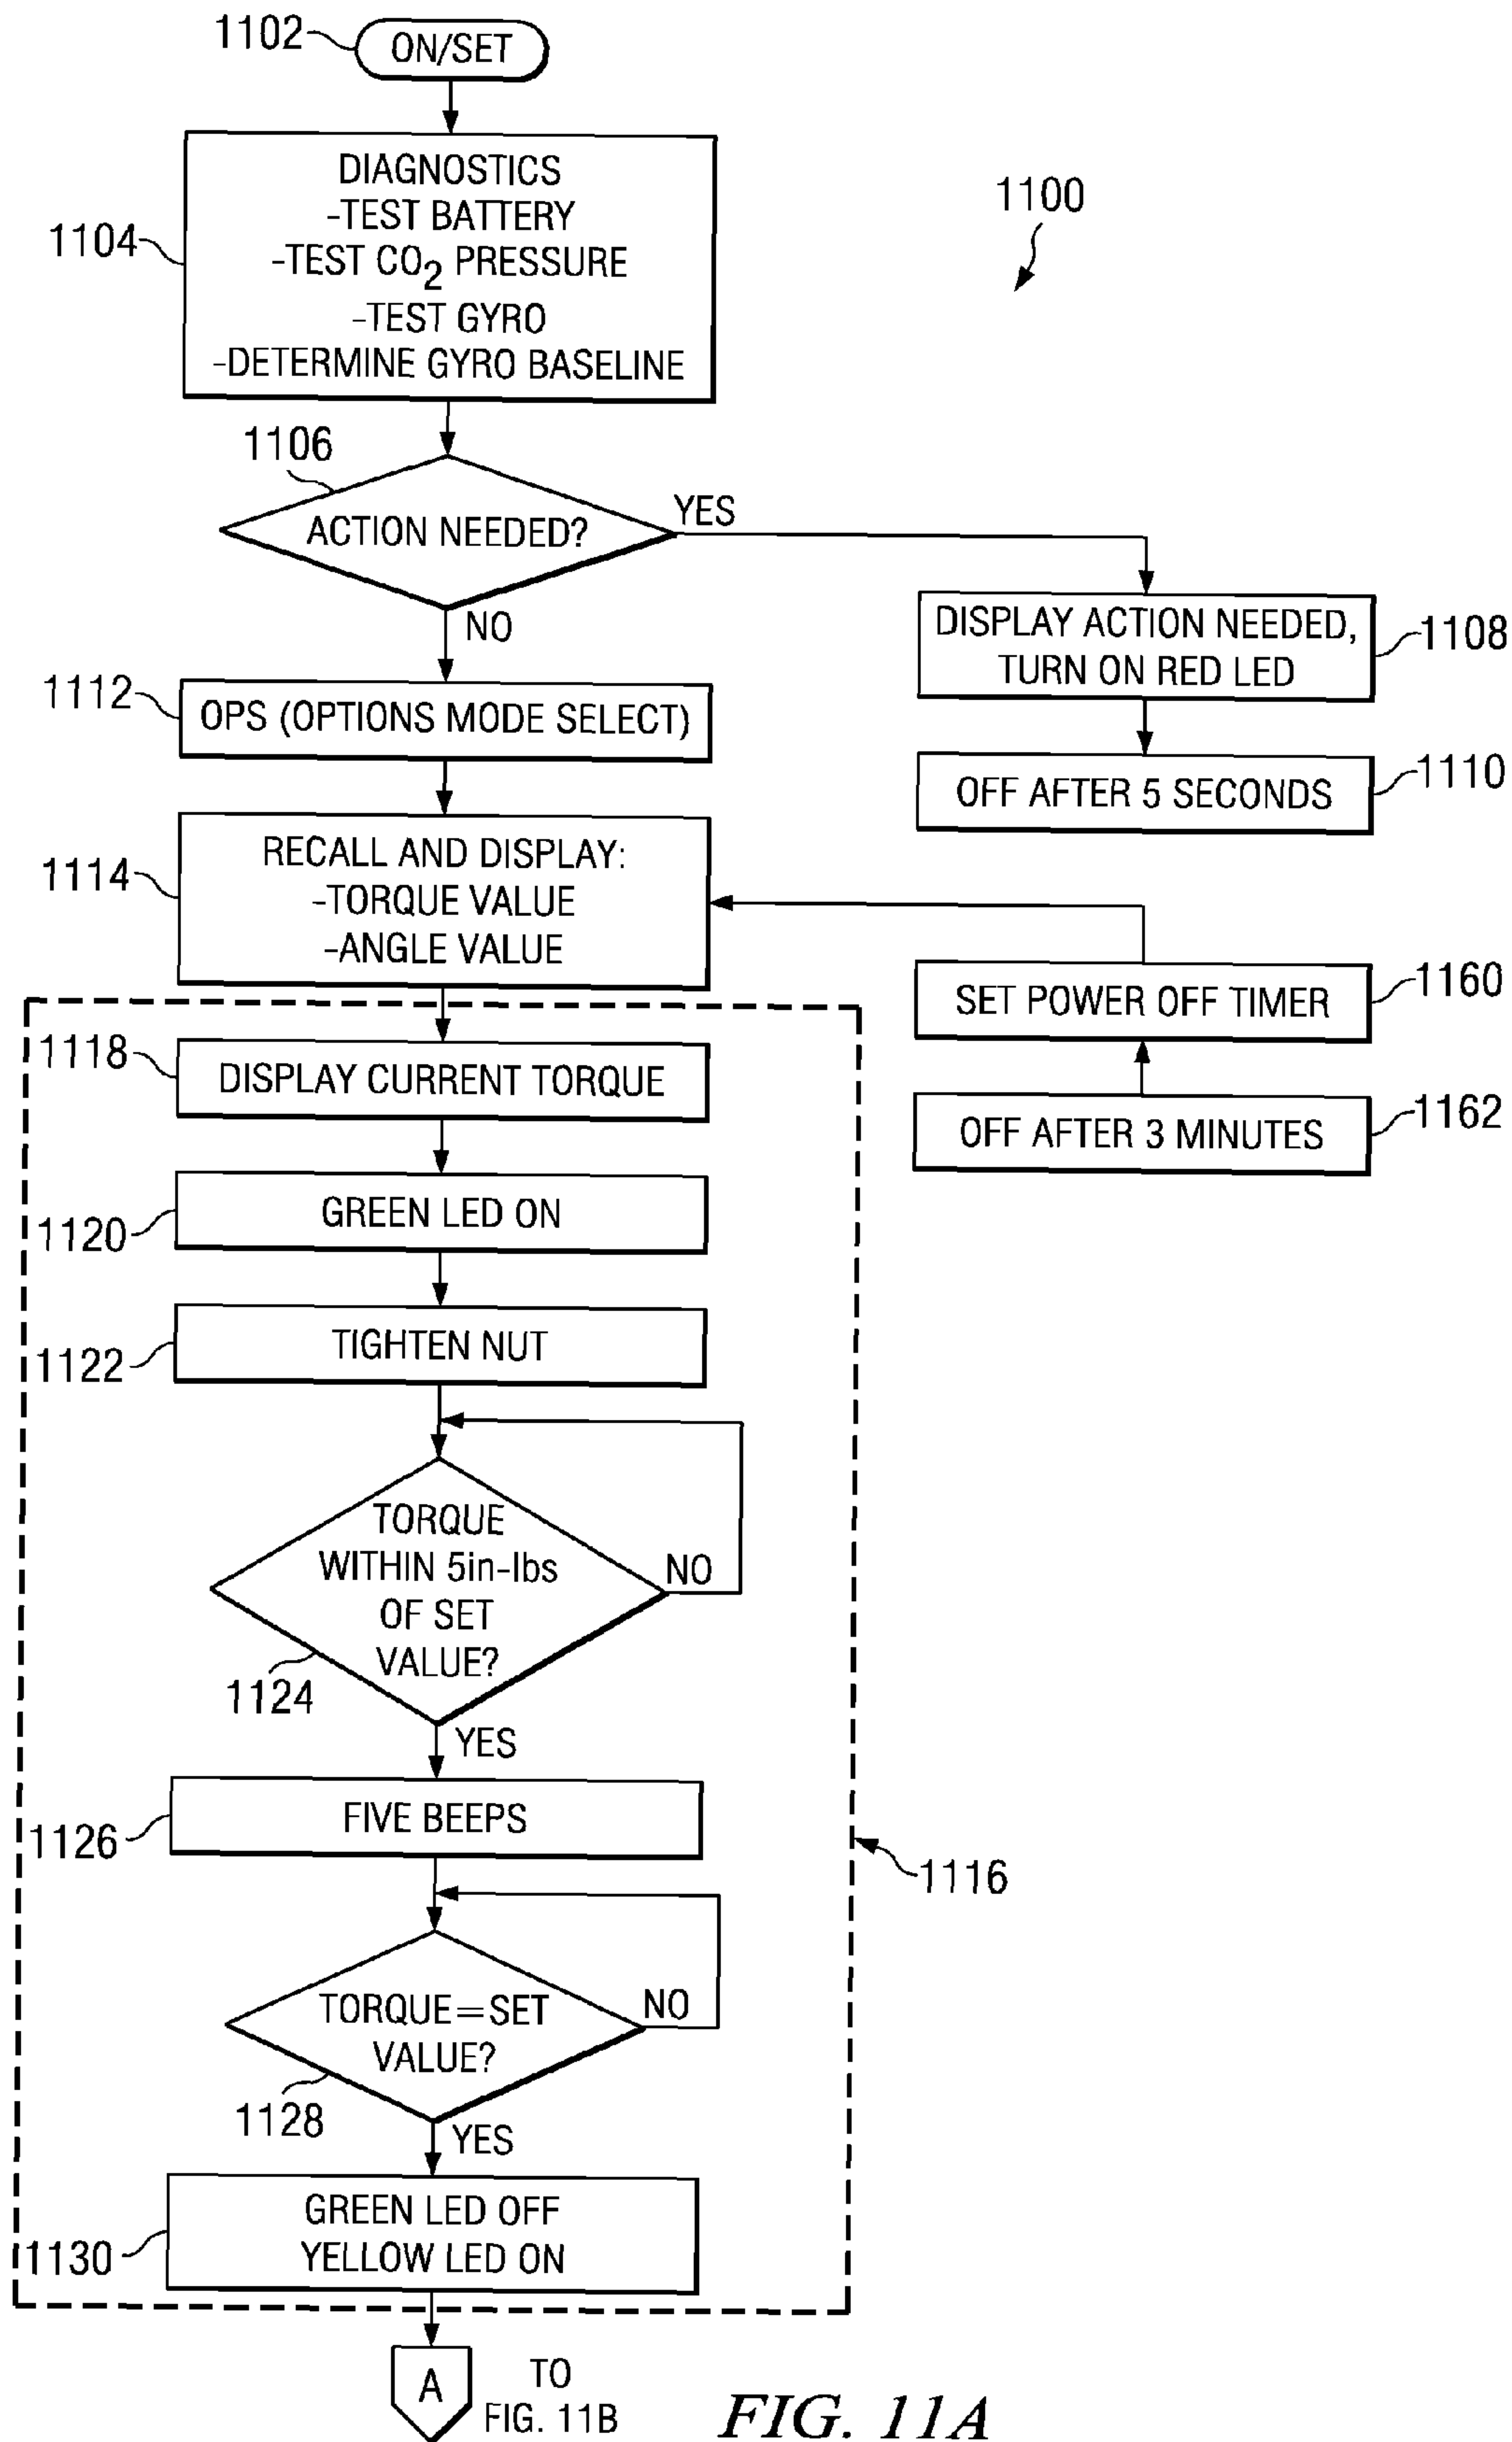 1102
ON/SET
1104
DIAGNOSTICS
-TEST BATTERY
-TEST CO2 PRESSURE
-TEST GYRO
-DETERMINE GYRO BASELINE
1100
1106
ACTION NEEDED?
YES
NO
DISPLAY ACTION NEEDED,
TURN ON RED LED
1108
OFF AFTER 5 SECONDS
1110
1112
OPS (OPTIONS MODE SELECT)
1114
RECALL AND DISPLAY:
-TORQUE VALUE
-ANGLE VALUE
SET POWER OFF TIMER
1160
OFF AFTER 3 MINUTES
1162
1118
DISPLAY CURRENT TORQUE
1120
GREEN LED ON
1122
TIGHTEN NUT
TORQUE
WITHIN 5in-lbs
OF SET
VALUE?
NO
1124
YES
1126
FIVE BEEPS
1116
TORQUE=SET
VALUE?
NO
1128
YES
1130
GREEN LED OFF
YELLOW LED ON
A
TO
FIG. 11B
FIG. 11A